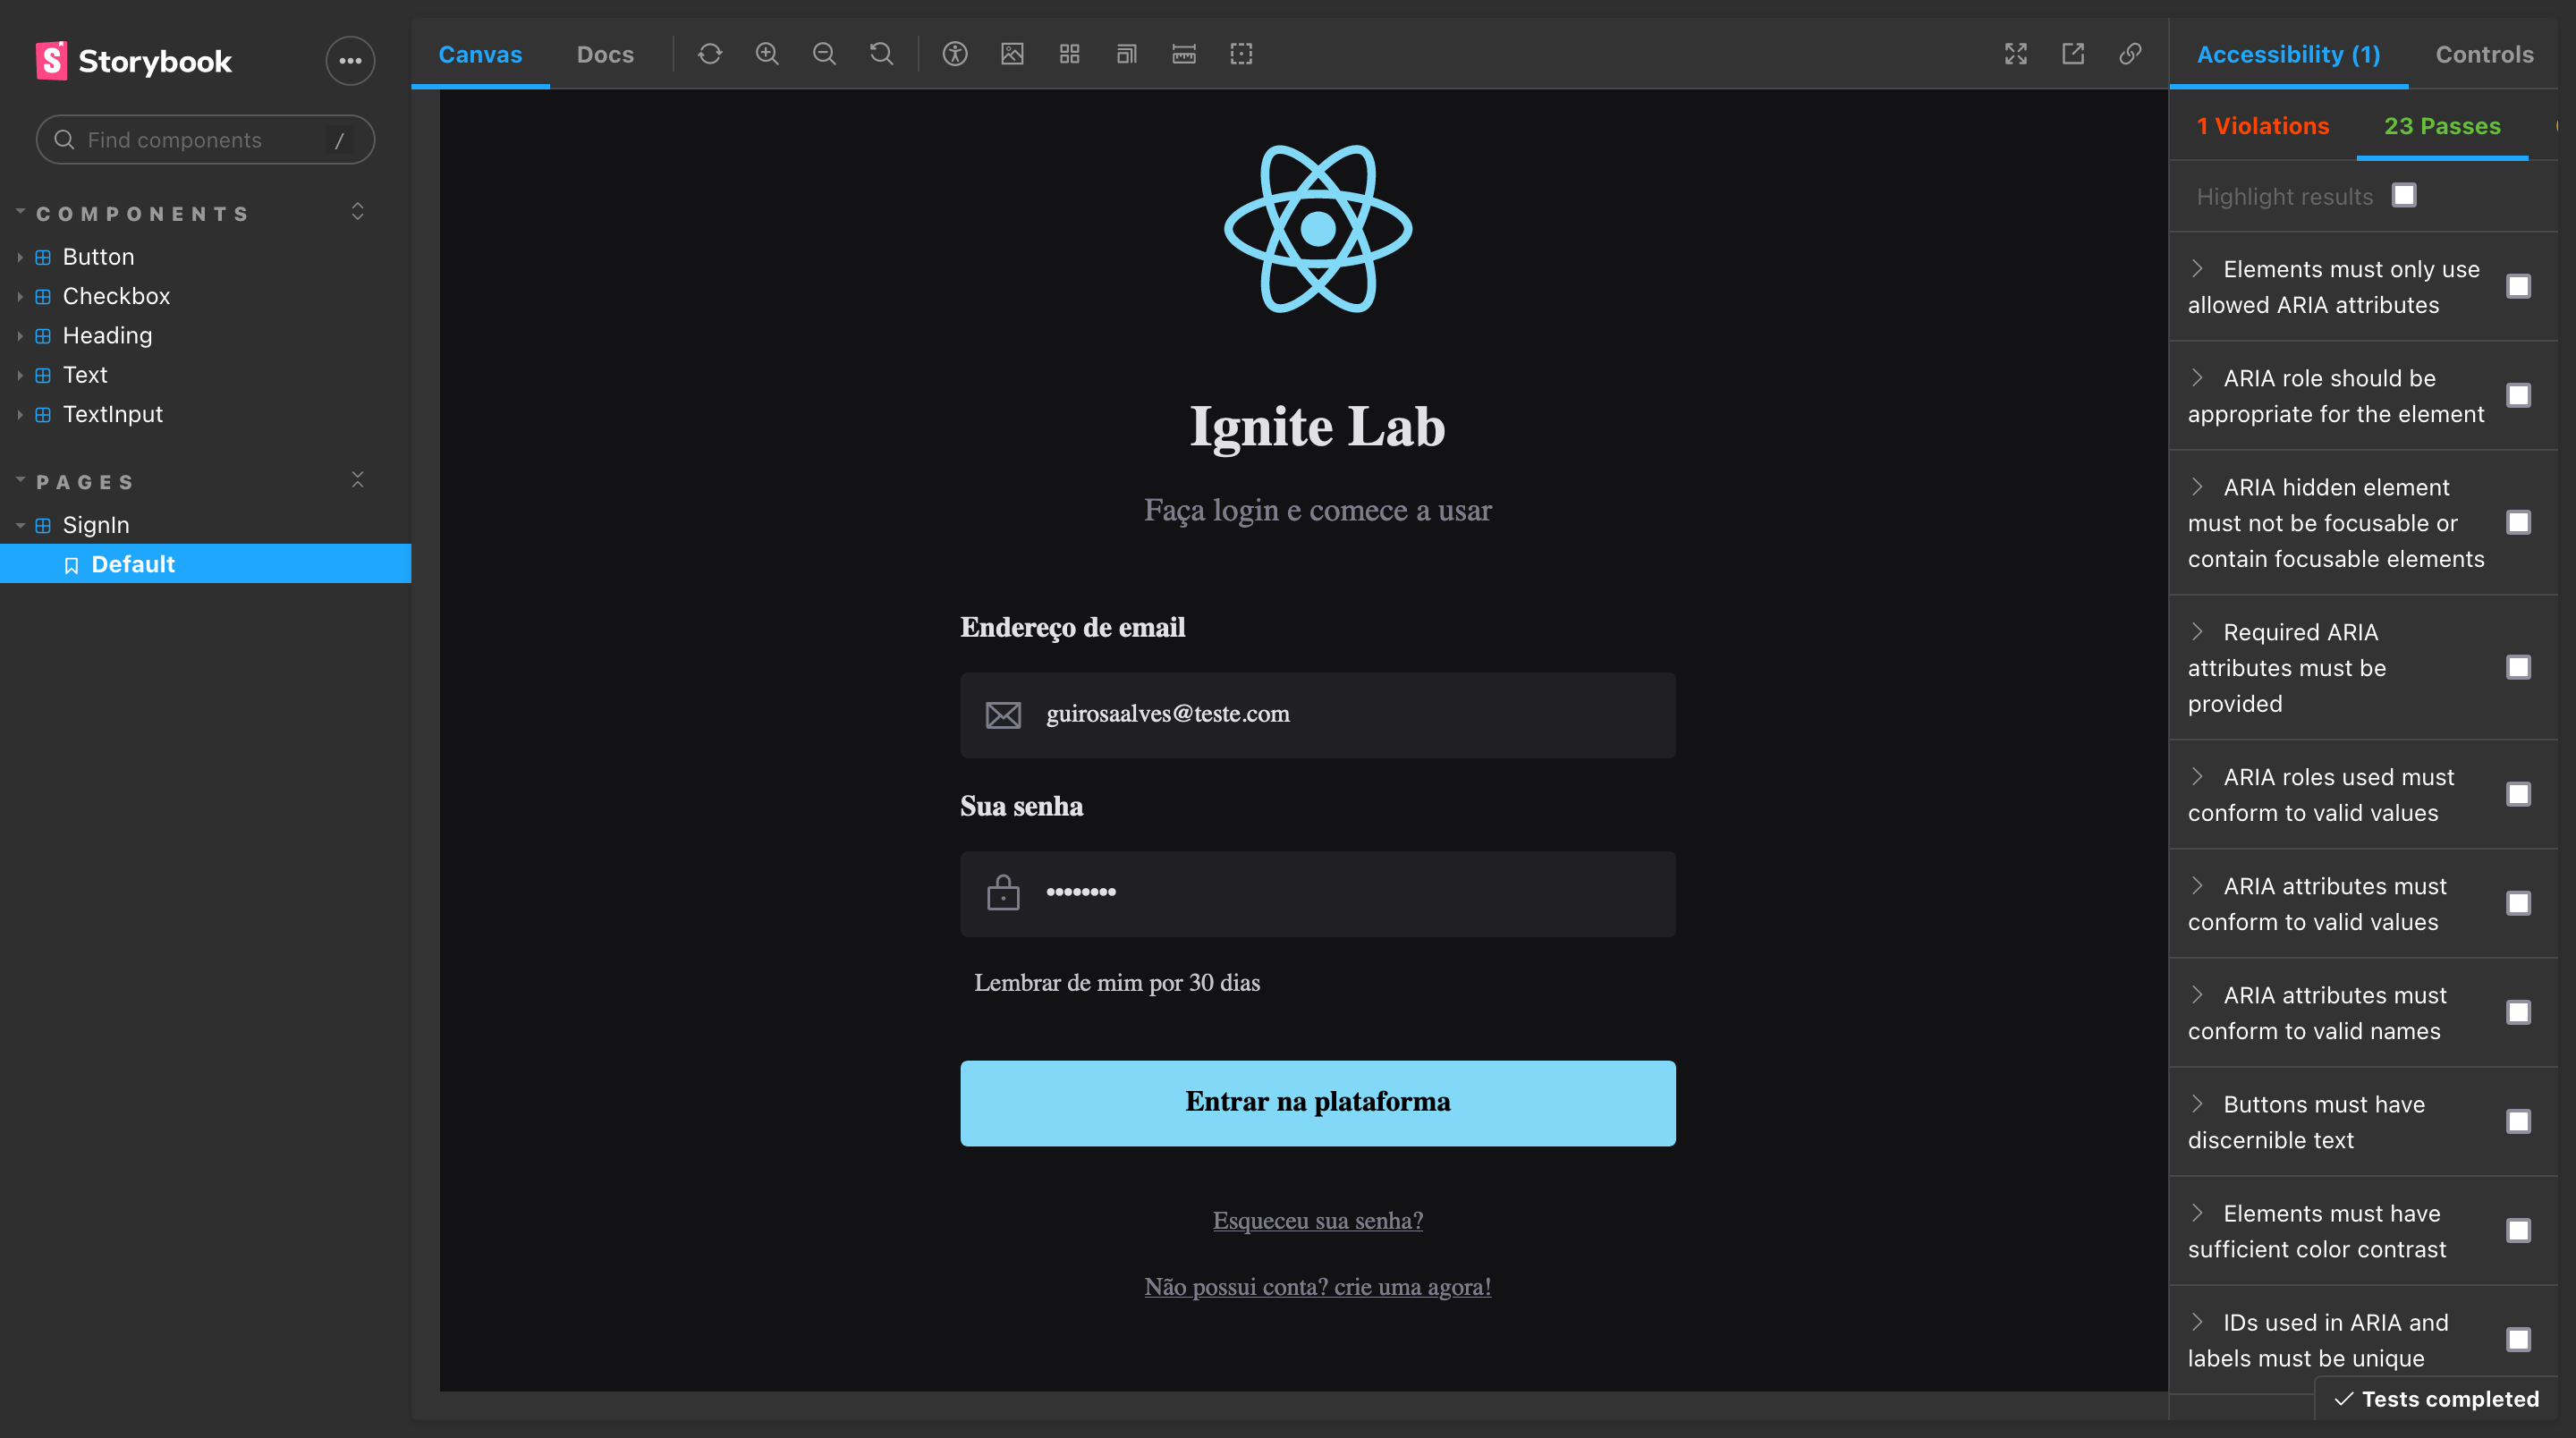 Storybook
Find components /
COMPONENTS
Button
Checkbox
Heading
Text
TextInput
PAGES
SignIn
Default
Canvas Docs
Ignite Lab
Faça login e comece a usar
Endereço de email
guirosaalves@teste.com
Sua senha
••••••••
Lembrar de mim por 30 dias
Entrar na plataforma
Esqueceu sua senha?
Não possui conta? crie uma agora!
Accessibility (1) Controls
1 Violations 23 Passes
Highlight results
Elements must only use
allowed ARIA attributes
ARIA role should be
appropriate for the element
ARIA hidden element
must not be focusable or
contain focusable elements
Required ARIA
attributes must be
provided
ARIA roles used must
conform to valid values
ARIA attributes must
conform to valid values
ARIA attributes must
conform to valid names
Buttons must have
discernible text
Elements must have
sufficient color contrast
IDs used in ARIA and
labels must be unique
Tests completed